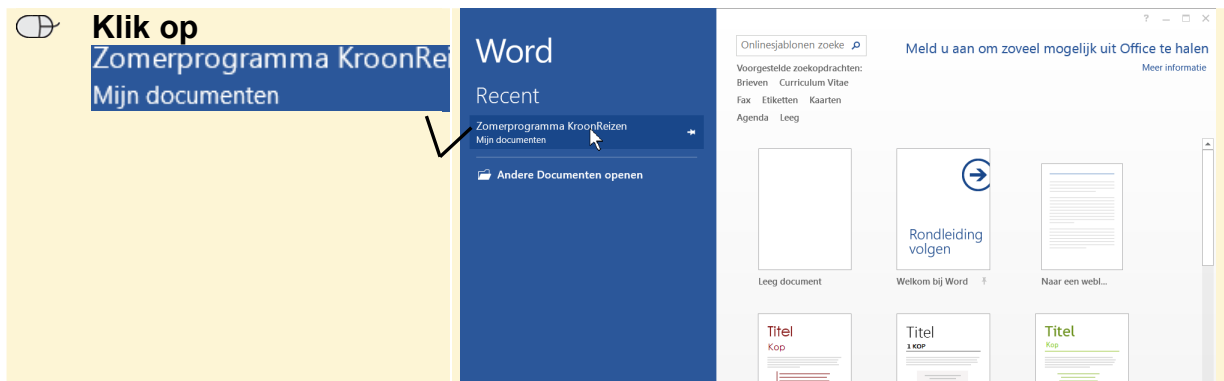 Klik op
Zomerprogramma KroonRei
Mijn documenten
Word
Recent
Zomerprogramma KroonReizen
Mijn documenten
Andere Documenten openen
Onlinesjablonen zoeke
Meld u aan om zoveel mogelijk uit Office te halen
Meer informatie
Voorgestelde zoekopdrachten:
Brieven Curriculum Vitae
Fax Etiketten Kaarten
Agenda Leeg
Rondleiding
volgen
Leeg document
Welkom bij Word
Naar een webl...
Titel
Kop
Titel
1 KOP
Titel
Kop